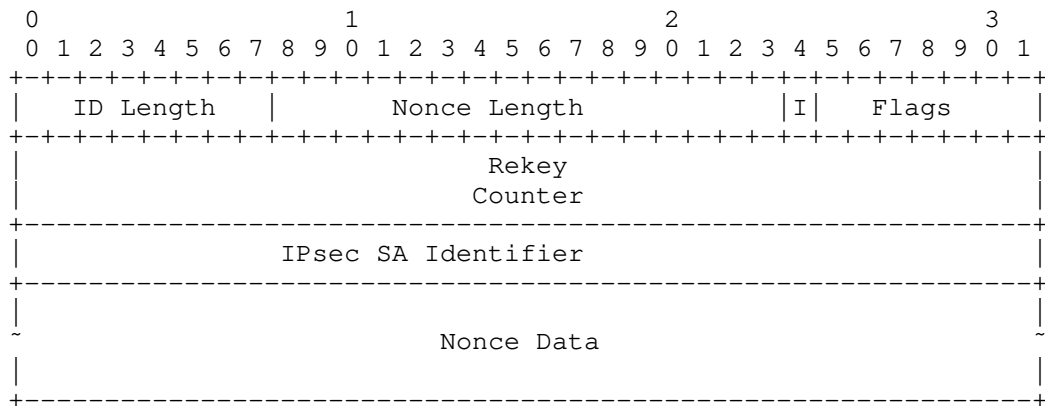 0                   1                   2                   3
0 1 2 3 4 5 6 7 8 9 0 1 2 3 4 5 6 7 8 9 0 1 2 3 4 5 6 7 8 9 0 1
+-+-+-+-+-+-+-+-+-+-+-+-+-+-+-+-+-+-+-+-+-+-+-+-+-+-+-+-+-+-+-+-+
|   ID Length   |       Nonce Length            |I|   Flags     |
+-+-+-+-+-+-+-+-+-+-+-+-+-+-+-+-+-+-+-+-+-+-+-+-+-+-+-+-+-+-+-+-+
|                             Rekey                             |
|                            Counter                            |
+---------------------------------------------------------------+
|                IPsec SA Identifier                            |
+---------------------------------------------------------------+
|                                                               |
~                          Nonce Data                           ~
|                                                               |
+---------------------------------------------------------------+